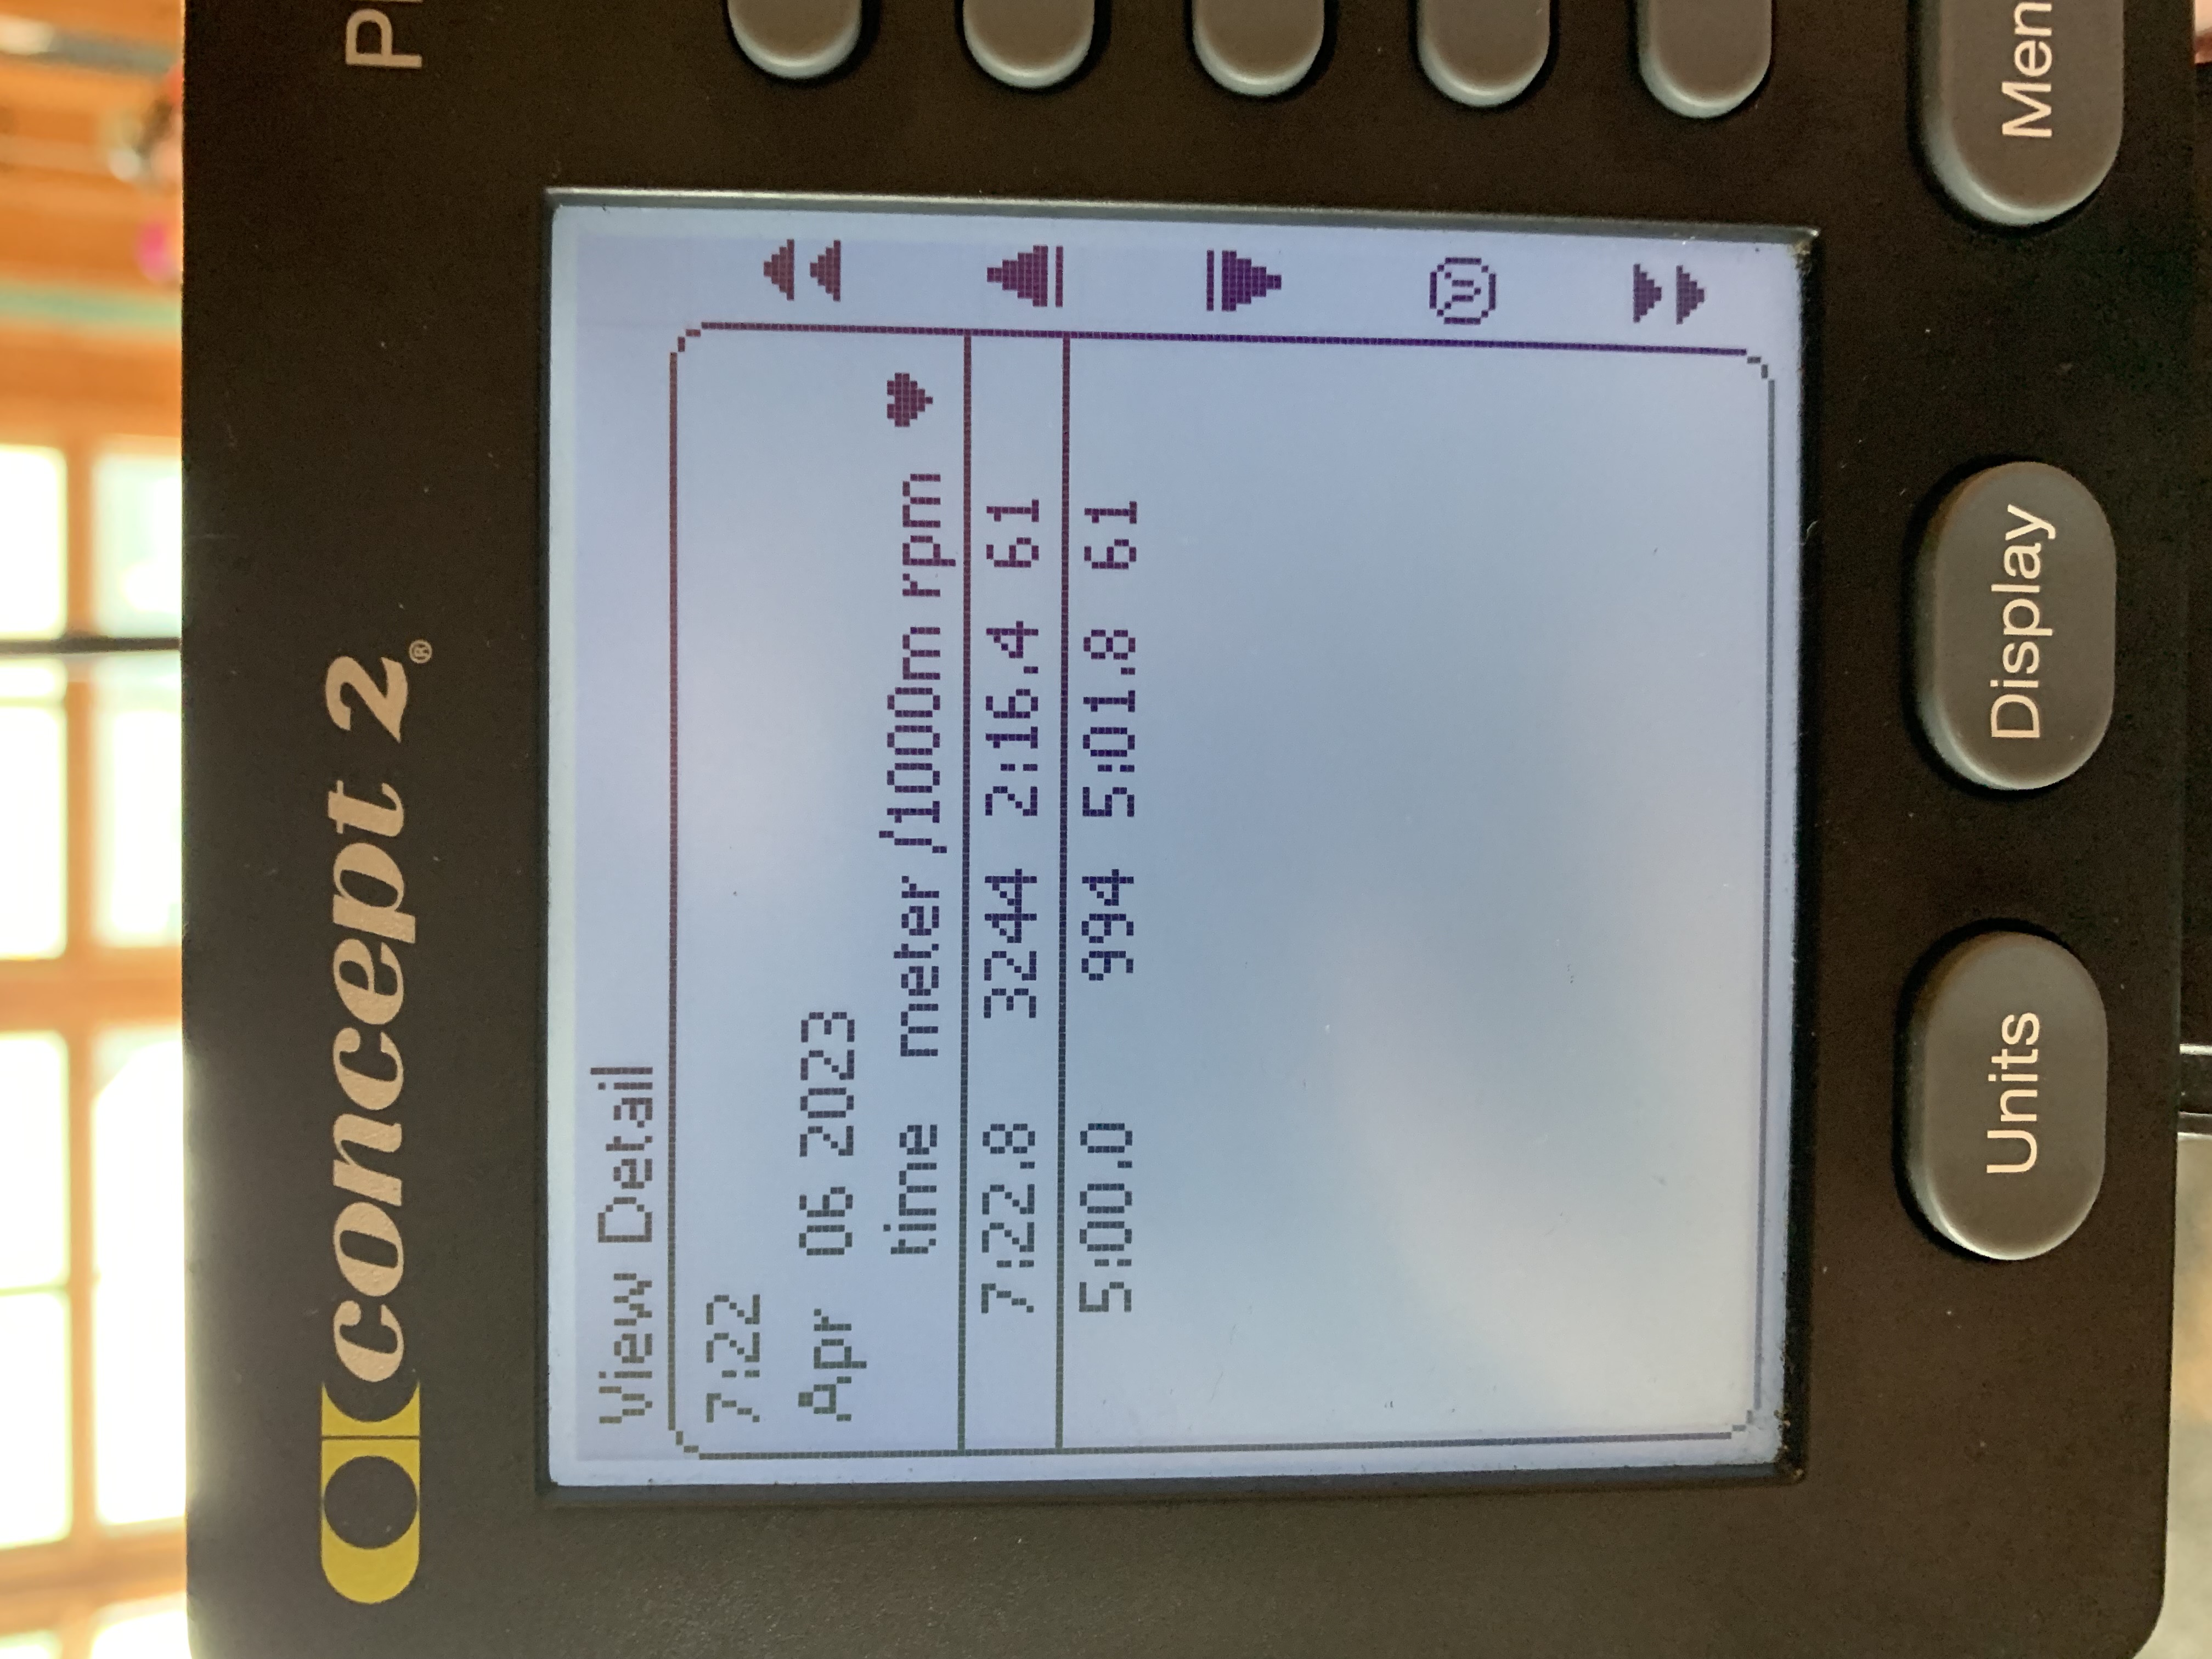 concept 2®
View Detail
7:22
Apr 06 2023
time meter /1000m rpm ♥
7:22.8 3244 2:16.4 61
5:00.0 994 5:01.8 61
Units Display